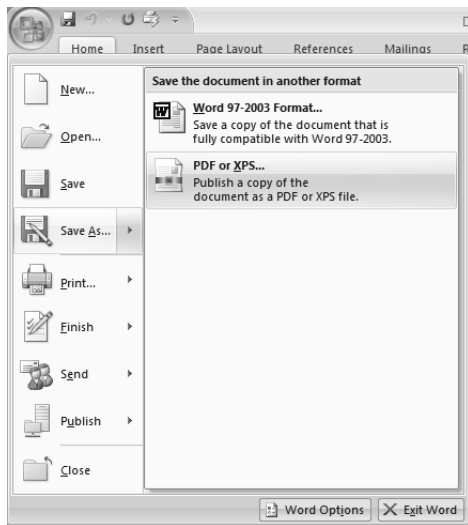 Home Insert Page Layout References Mailings
New...
Open...
Save
Save As...
Print...
Finish
Send
Publish
Close
Save the document in another format
Word 97-2003 Format...
Save a copy of the document that is
fully compatible with Word 97-2003.
PDF or XPS...
Publish a copy of the
document as a PDF or XPS file.
Word Options Exit Word